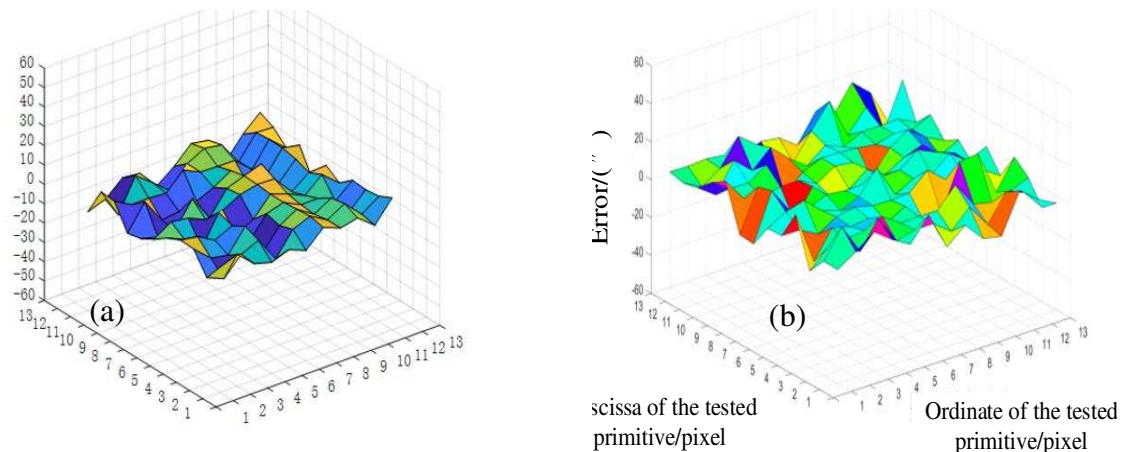 60
50
40
30
20
10
0
-10
-20
-30
-40
-50
-60
(a)
13 12 11 10 9 8 7 6 5 4 3 2 1
1 2 3 4 5 6 7 8 9 10 11 12 13
Error/(″)
60
40
20
0
-20
-40
-60
(b)
13 12 11 10 9 8 7 6 5 4 3 2 1
1 2 3 4 5 6 7 8 9 10 11 12 13
scissa of the tested
primitive/pixel
Ordinate of the tested
primitive/pixel